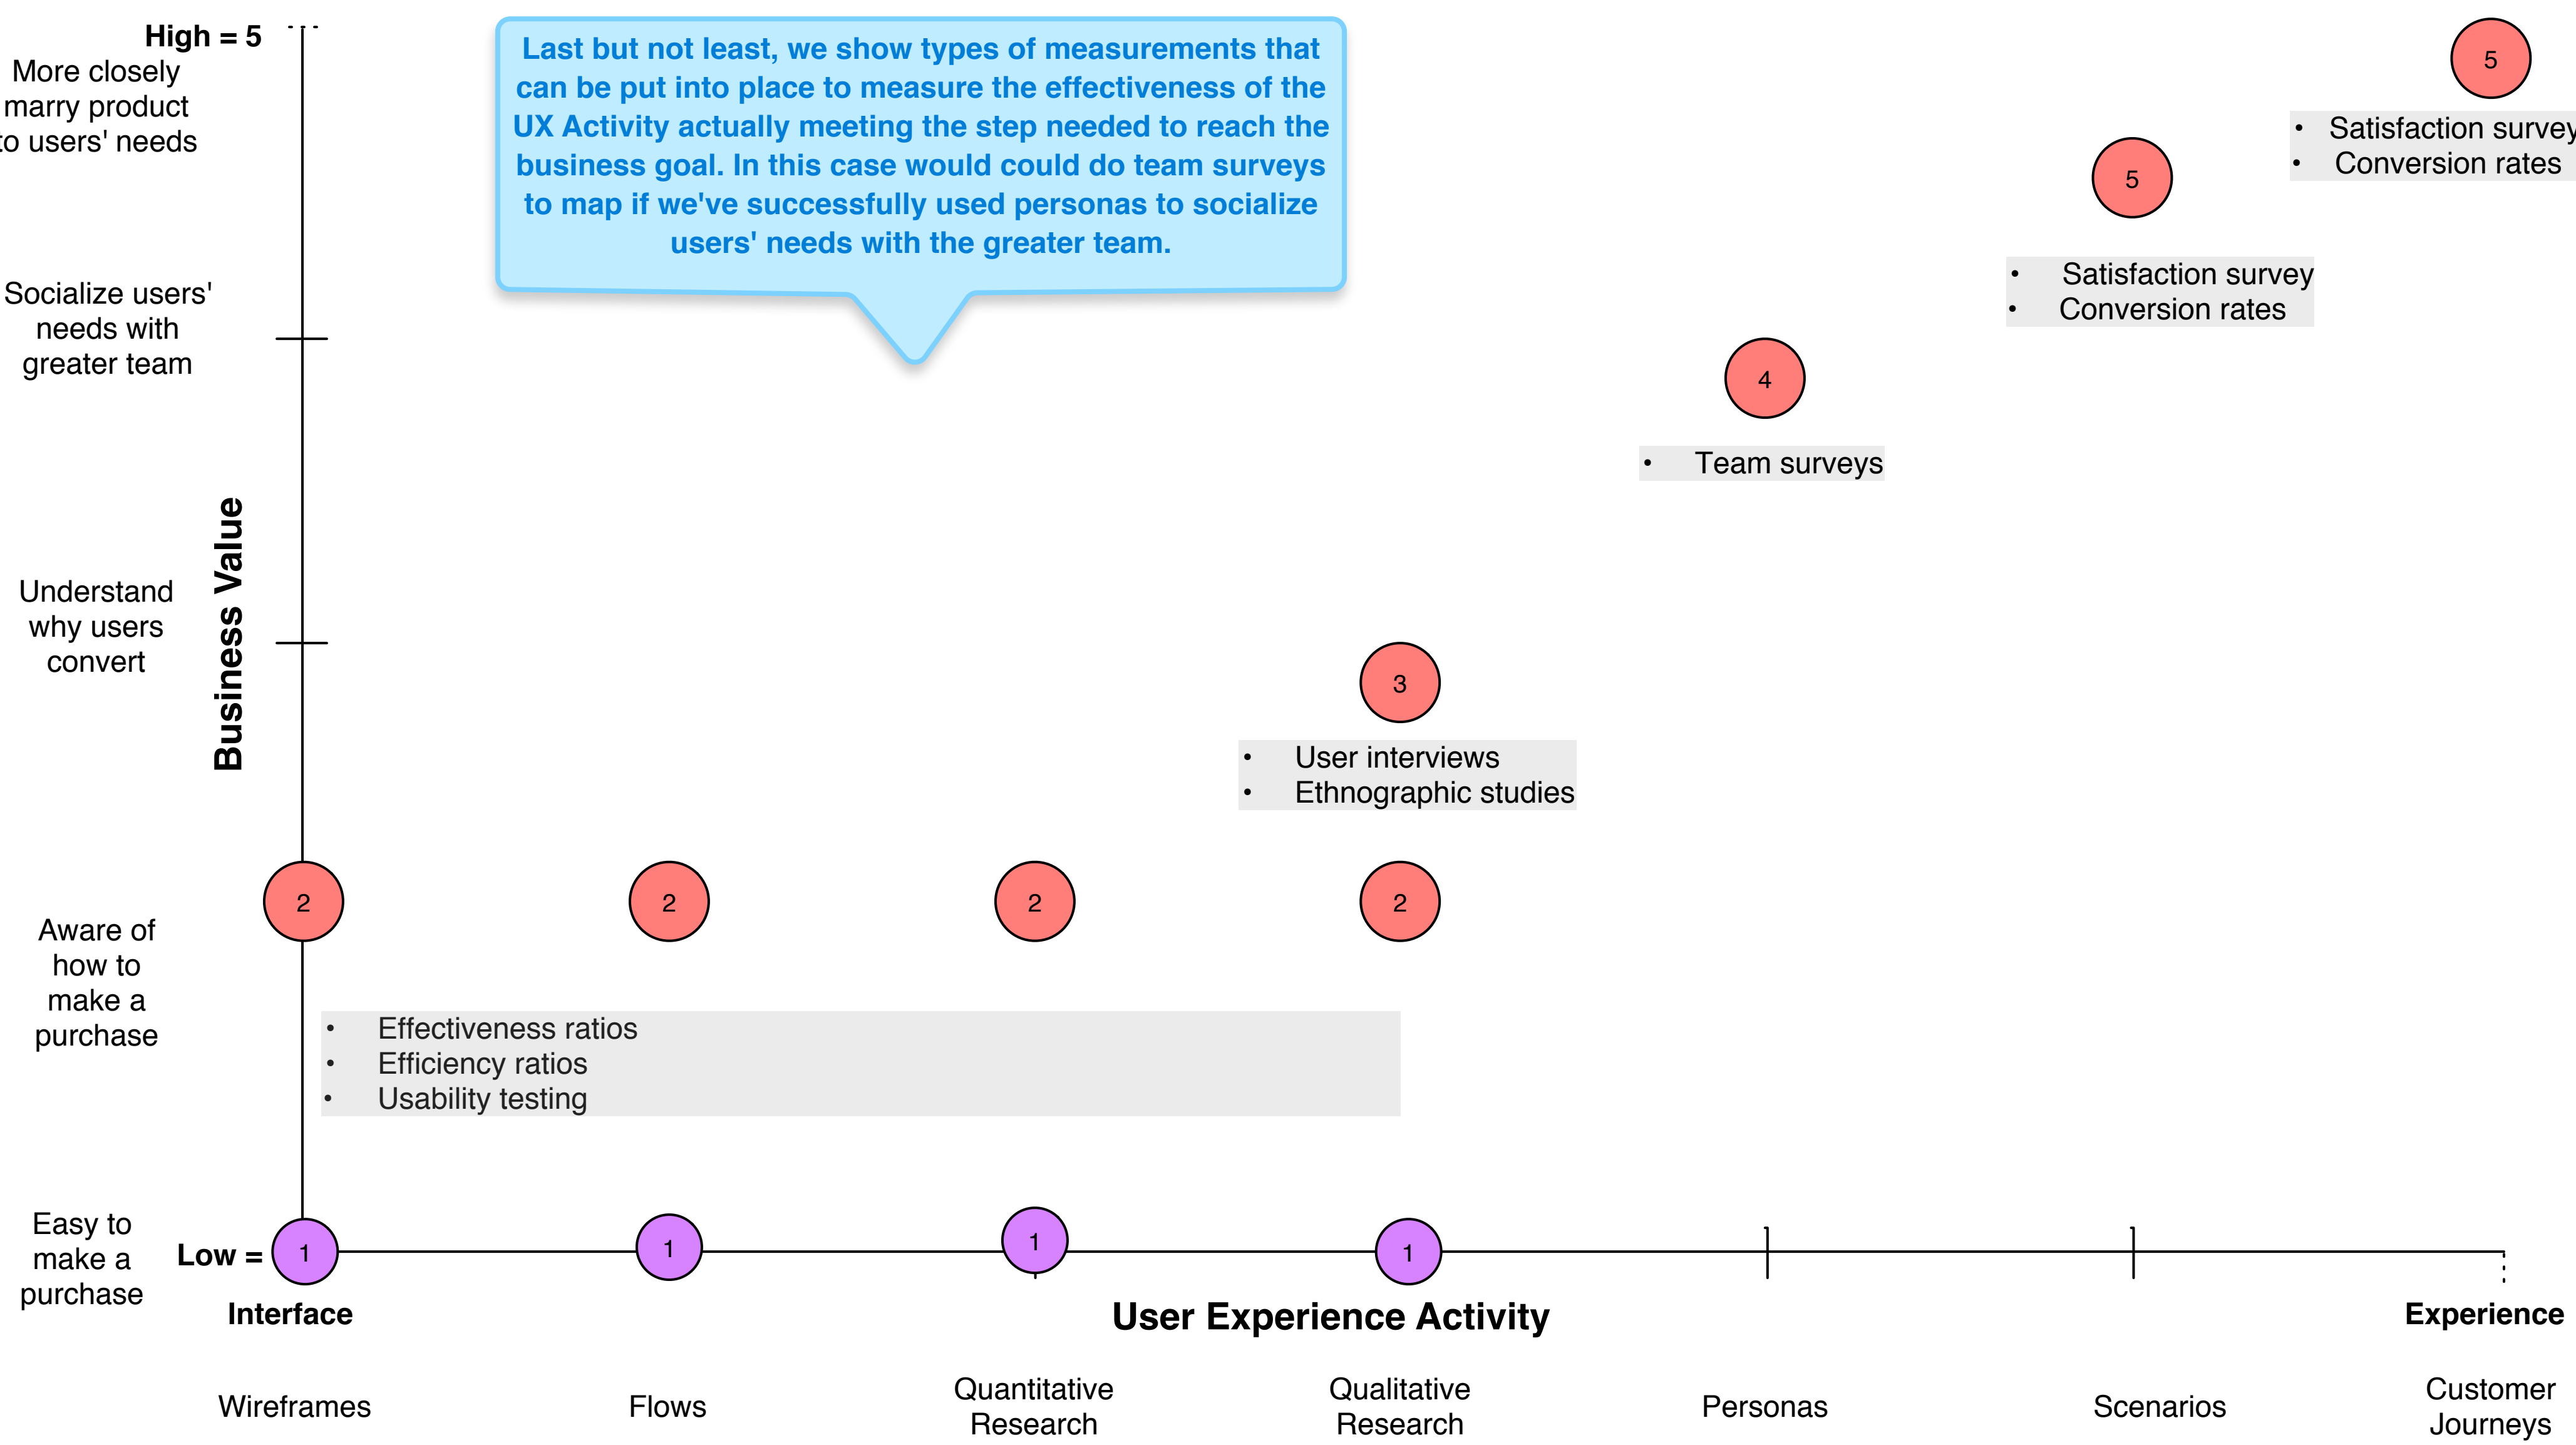 High = 5
More closely
marry product
to users' needs
Last but not least, we show types of measurements that
can be put into place to measure the effectiveness of the
UX Activity actually meeting the step needed to reach the
business goal. In this case would could do team surveys
to map if we've successfully used personas to socialize
users' needs with the greater team.
5
• Satisfaction survey
• Conversion rates
5
• Satisfaction survey
• Conversion rates
Socialize users'
needs with
greater team
4
• Team surveys
Business Value
Understand
why users
convert
3
• User interviews
• Ethnographic studies
2
2
2
2
Aware of
how to
make a
purchase
• Effectiveness ratios
• Efficiency ratios
• Usability testing
Easy to
make a
purchase
Low =
1
1
1
1
Interface
User Experience Activity
Experience
Wireframes
Flows
Quantitative
Research
Qualitative
Research
Personas
Scenarios
Customer
Journeys